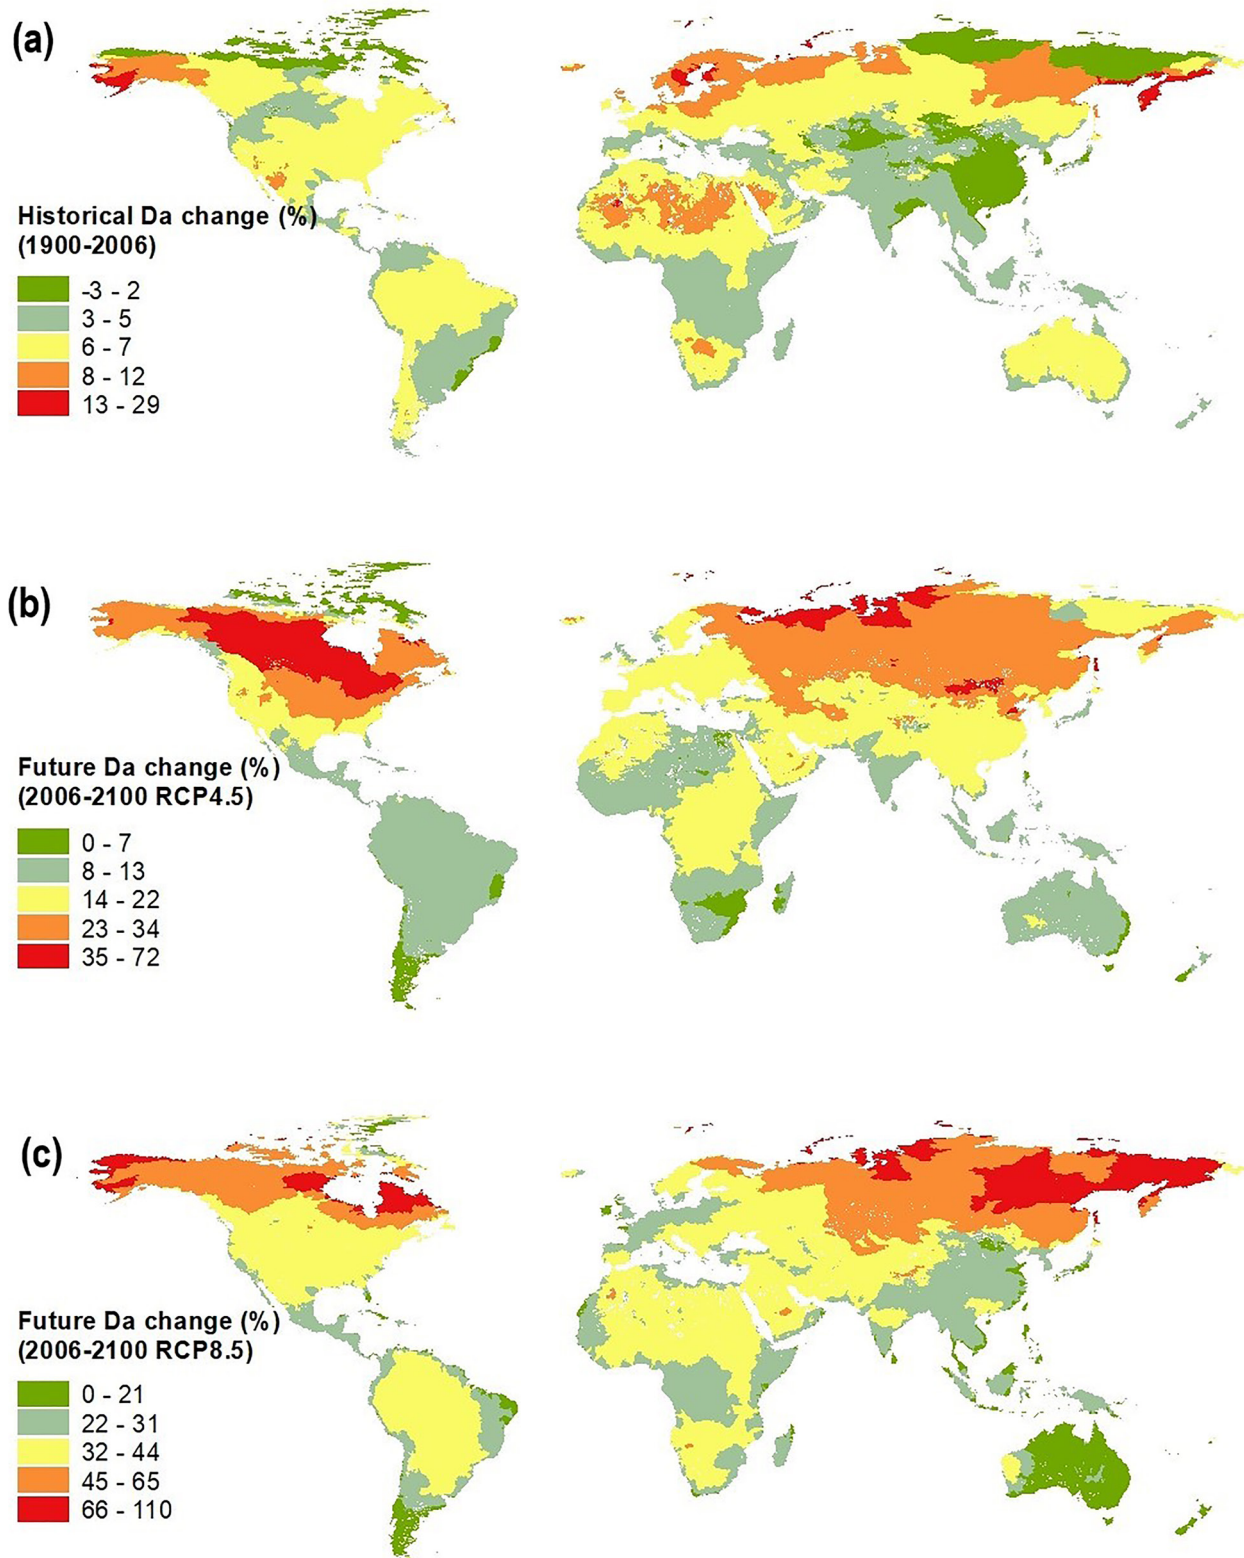 (a)
Historical Da change (%)
(1900-2006)
-3 - 2
3 - 5
6 - 7
8 - 12
13 - 29
(b)
Future Da change (%)
(2006-2100 RCP4.5)
0 - 7
8 - 13
14 - 22
23 - 34
35 - 72
(c)
Future Da change (%)
(2006-2100 RCP8.5)
0 - 21
22 - 31
32 - 44
45 - 65
66 - 110